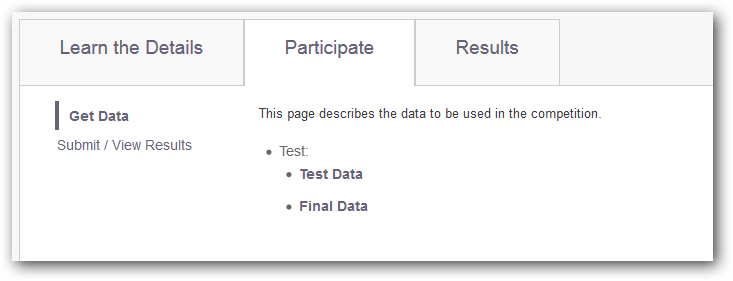 Learn the Details Participate Results
Get Data
Submit / View Results
This page describes the data to be used in the competition.
Test:
Test Data
Final Data